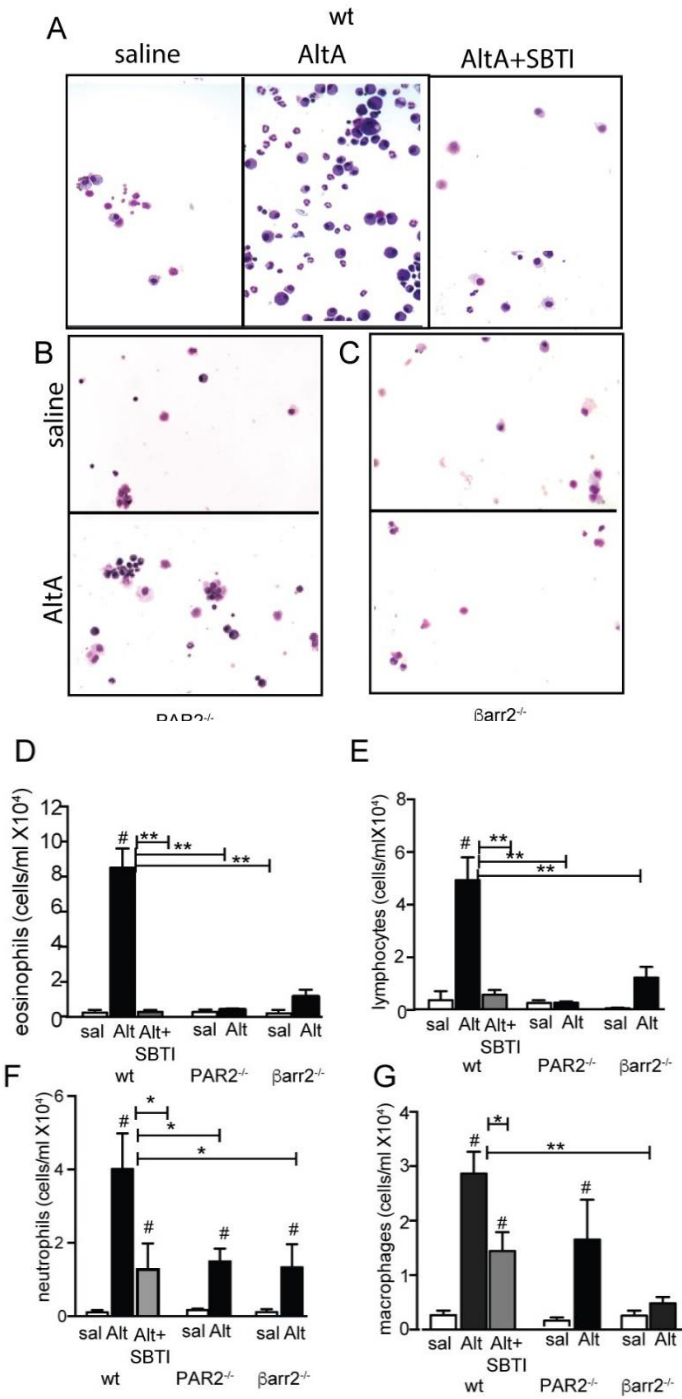 A
wt
saline
AltA
AltA+SBTI
B
C
saline
AltA
PAR2-/-
βarr2-/-
D
eosinophils (cells/ml X10⁴)
12
10
8
6
4
2
0
#
**
**
**
sal Alt Alt+ sal Alt sal Alt
SBTI
wt PAR2-/- βarr2-/-
E
lymphocytes (cells/mlX10⁴)
8
6
4
2
0
#
**
**
**
sal Alt Alt+ sal Alt sal Alt
SBTI
wt PAR2-/- βarr2-/-
F
neutrophils (cells/ml X10⁴)
6
4
2
0
#
*
*
*
#
#
#
sal Alt Alt+ sal Alt sal Alt
SBTI
wt PAR2-/- βarr2-/-
G
macrophages (cells/ml X10⁴)
4
3
2
1
0
#
*
**
#
#
sal Alt Alt+ sal Alt sal Alt
SBTI
wt PAR2-/- βarr2-/-